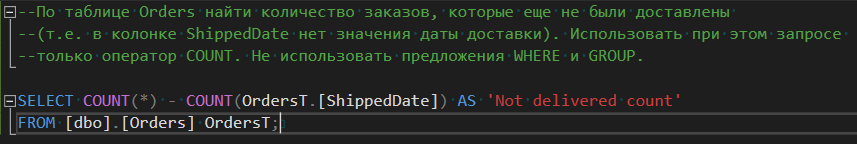 --По таблице Orders найти количество заказов, которые еще не были доставлены
--(т.е. в колонке ShippedDate нет значения даты доставки). Использовать при этом запросе
--только оператор COUNT. Не использовать предложения WHERE и GROUP.
SELECT COUNT(*) - COUNT(OrdersT.[ShippedDate]) AS 'Not delivered count'
FROM [dbo].[Orders] OrdersT;